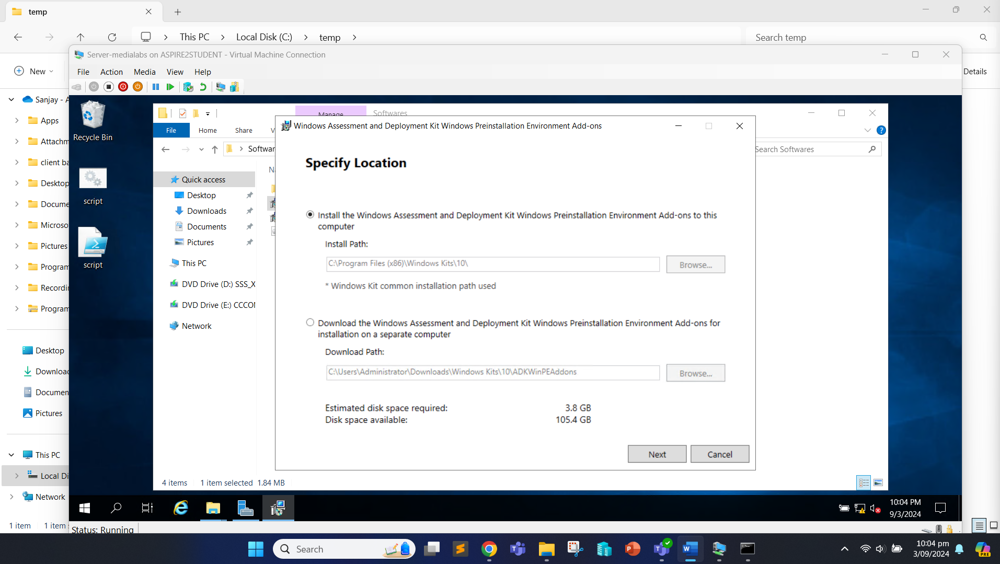 temp
This PC
Local Disk (C:)
temp
Search temp
New
Details
Server-medialabs on ASPIRE2STUDENT - Virtual Machine Connection
File
Action
Media
View
Help
Sanjay - A
Apps
Attachm
client ba
Desktop
Docume
Microso
Pictures
Program
Recordin
Program
Desktop
Downloa
Documen
Pictures
This PC
Local Di
Network
1 item
1 item
Recycle Bin
script
script
Manage
Softwares
File
Home
Share
V
Softwar
Search Softwares
Quick access
Desktop
Downloads
Documents
Pictures
This PC
DVD Drive (D:) SSS_X
DVD Drive (E:) CCCO
Network
4 items
1 item selected
1.84 MB
Windows Assessment and Deployment Kit Windows Preinstallation Environment Add-ons
Specify Location
Install the Windows Assessment and Deployment Kit Windows Preinstallation Environment Add-ons to this
computer
Install Path:
C:\Program Files (x86)\Windows Kits\10\
Browse...
* Windows Kit common installation path used
Download the Windows Assessment and Deployment Kit Windows Preinstallation Environment Add-ons for
installation on a separate computer
Download Path:
C:\Users\Administrator\Downloads\Windows Kits\10\ADKWinPEAddons
Browse...
Estimated disk space required: 3.8 GB
Disk space available: 105.4 GB
Next
Cancel
10:04 PM
9/3/2024
Status: Running
Search
10:04 pm
3/09/2024
PRE